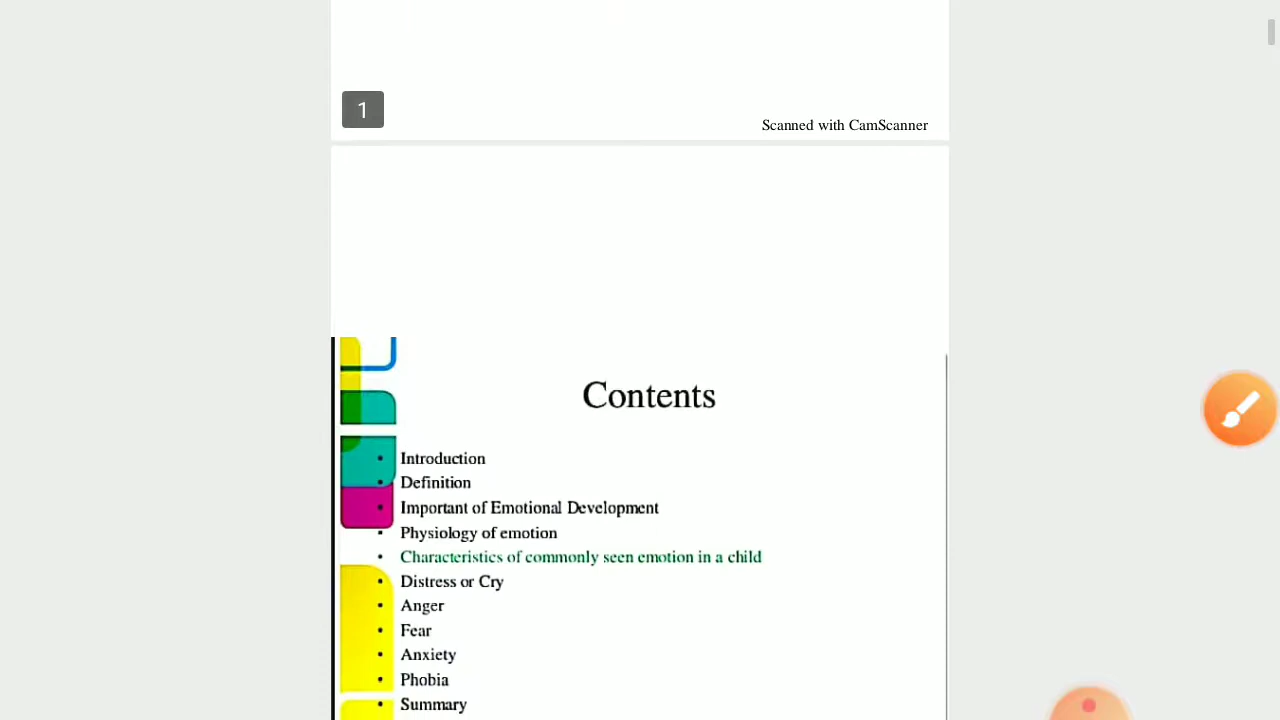 1
Scanned with CamScanner
Contents
• Introduction
• Definition
• Important of Emotional Development
• Physiology of emotion
• Characteristics of commonly seen emotion in a child
• Distress or Cry
• Anger
• Fear
• Anxiety
• Phobia
• Summary